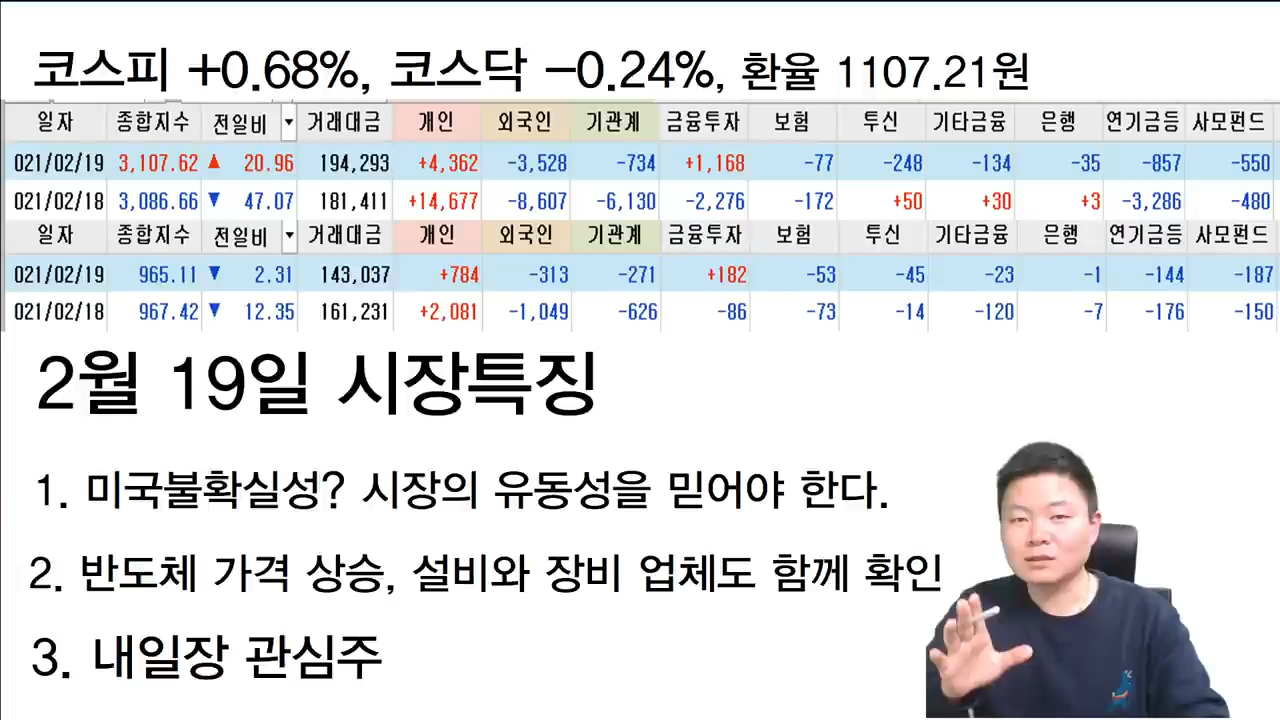 코스피 +0.68%, 코스닥 -0.24%, 환율 1107.21원
일자 종합지수 전일비 거래대금 개인 외국인 기관계 금융투자 보험 투신 기타금융 은행 연기금등 사모펀드
021/02/19 3,107.62 ▲ 20.96 194,293 +4,362 -3,528 -734 +1,168 -77 -248 -134 -35 -857 -550
021/02/18 3,086.66 ▼ 47.07 181,411 +14,677 -8,607 -6,130 -2,276 -172 +50 +30 +3 -3,286 -480
일자 종합지수 전일비 거래대금 개인 외국인 기관계 금융투자 보험 투신 기타금융 은행 연기금등 사모펀드
021/02/19 965.11 ▼ 2.31 143,037 +784 -313 -271 +182 -53 -45 -23 -1 -144 -187
021/02/18 967.42 ▼ 12.35 161,231 +2,081 -1,049 -626 -86 -73 -14 -120 -7 -176 -150
2월 19일 시장특징
1. 미국불확실성? 시장의 유동성을 믿어야 한다.
2. 반도체 가격 상승, 설비와 장비 업체도 함께 확인
3. 내일장 관심주